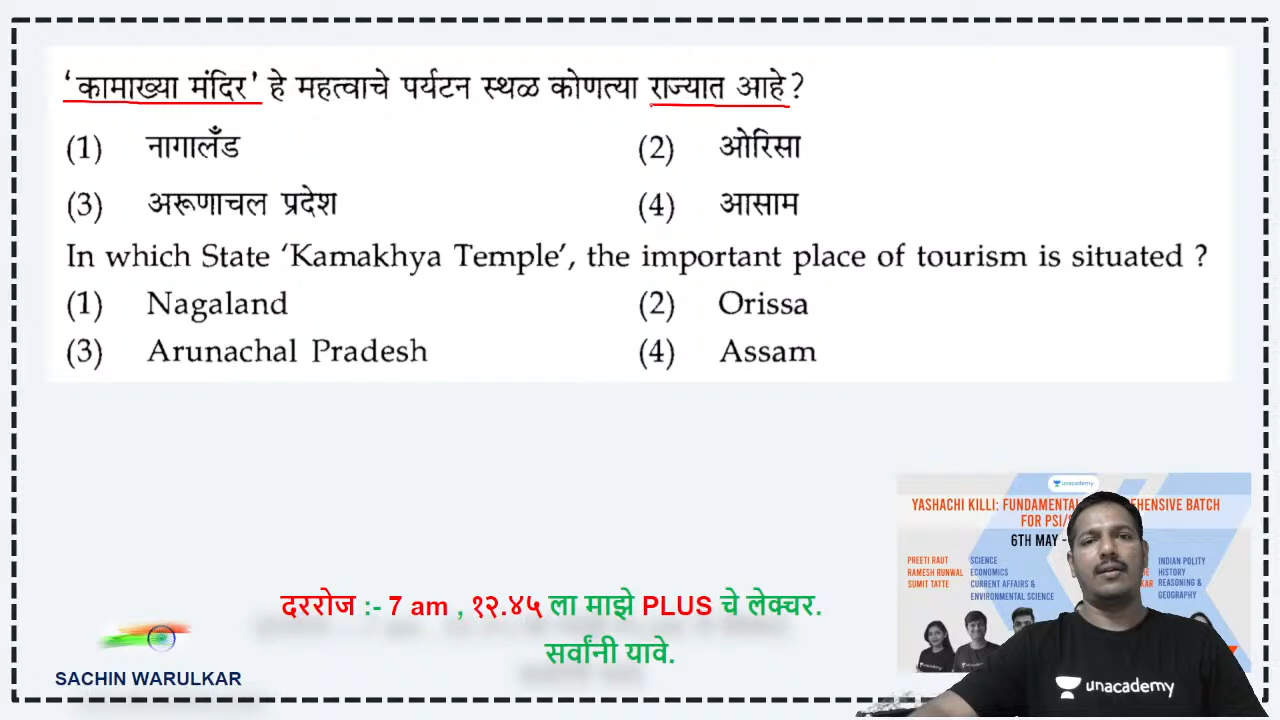 ‘कामाख्या मंदिर’ हे महत्वाचे पर्यटन स्थळ कोणत्या राज्यात आहे?
(1) नागालँड (2) ओरिसा
(3) अरूणाचल प्रदेश (4) आसाम
In which State ‘Kamakhya Temple’, the important place of tourism is situated ?
(1) Nagaland (2) Orissa
(3) Arunachal Pradesh (4) Assam
unacademy
YASHACHI KILLI: FUNDAMENTAL
HENSIVE BATCH
FOR PSI/
6TH MAY -
PREETI RAUT SCIENCE
RAMESH RUNWAL ECONOMICS
SUMIT TATTE CURRENT AFFAIRS &
ENVIRONMENTAL SCIENCE
INDIAN POLITY
HISTORY
REASONING &
GEOGRAPHY
दररोज :- 7 am , १२.४५ ला माझे PLUS चे लेक्चर.
सर्वांनी यावे.
SACHIN WARULKAR
unacademy